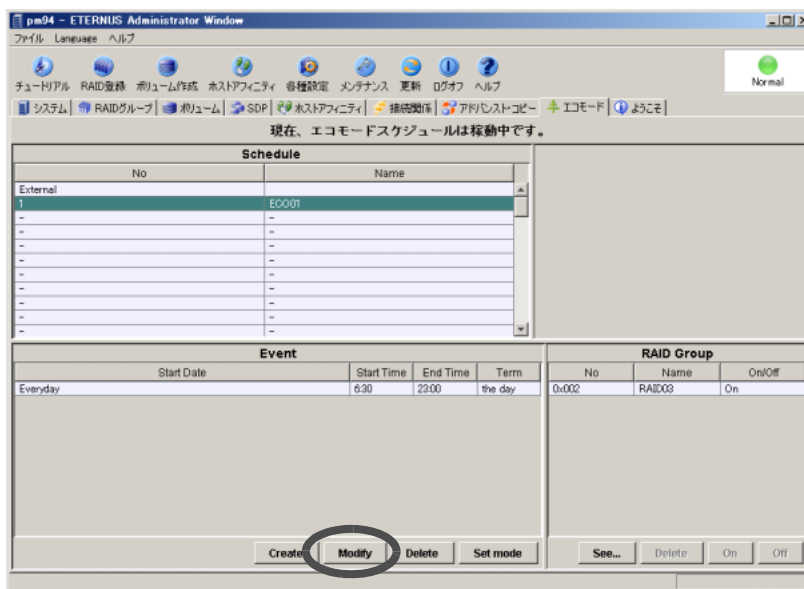 pm94 - ETERNUS Administrator Window
ファイル Language ヘルプ
チュートリアル RAID登録 ボリューム作成 ホストアフィニティ 各種設定 メンテナンス 更新 ログオフ ヘルプ
Normal
システム RAIDグループ ボリューム SDP ホストアフィニティ 接続関係 アドバンスト・コピー エコモード ようこそ
現在、エコモードスケジュールは稼動中です。
Schedule
No Name
External
1 ECO01
- -
- -
- -
- -
- -
- -
- -
- -
- -
Event
Start Date Start Time End Time Term
Everyday 6:30 23:00 the day
RAID Group
No Name On/Off
0x002 RAID03 On
Create Modify Delete Set mode
See... Delete On Off